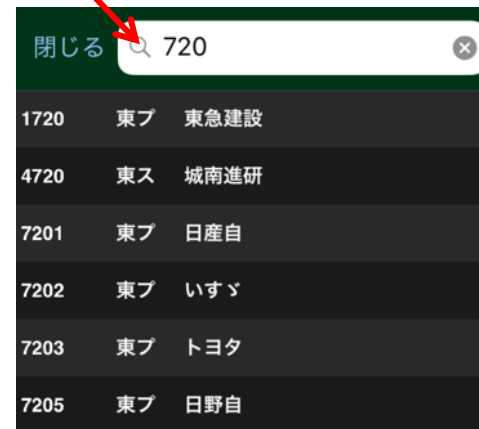 閉じる 720
1720 東プ 東急建設
4720 東ス 城南進研
7201 東プ 日産自
7202 東プ いすゞ
7203 東プ トヨタ
7205 東プ 日野自